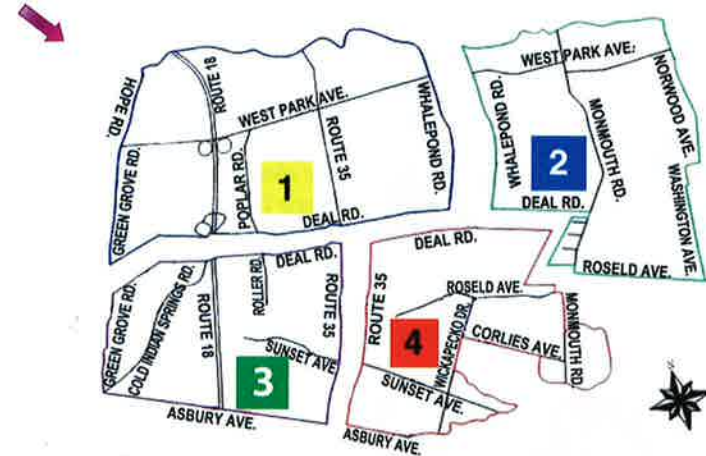 HOPE RD.
ROUTE 18
WEST PARK AVE.
GREEN GROVE RD.
POPLAR RD.
1
ROUTE 35
WHALEPOND RD.
DEAL RD.
WEST PARK AVE.
NORWOOD AVE.
WHALEPOND RD.
MONMOUTH RD.
2
WASHINGTON AVE.
DEAL RD.
ROSELD AVE.
GREEN GROVE RD.
COLD INDIAN SPRINGS RD.
ROUTE 18
ROLLER RD.
DEAL RD.
ROUTE 35
SUNSET AVE.
3
ASBURY AVE.
DEAL RD.
ROUTE 35
ROSELD AVE.
WICKAPECKO DR.
MONMOUTH RD.
4
CORLIES AVE.
SUNSET AVE.
ASBURY AVE.